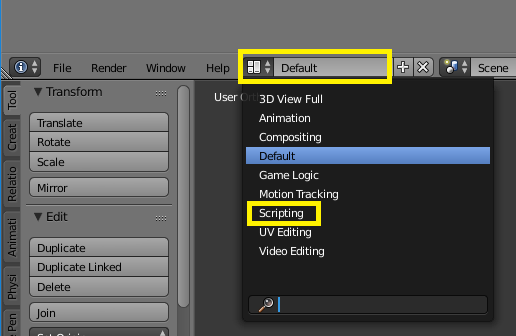 File Render Window Help Default Scene
Tool
Creat
Relatio
Animati
Physi
Transform
Translate
Rotate
Scale
Mirror
Edit
Duplicate
Duplicate Linked
Delete
Join
User
3D View Full
Animation
Compositing
Default
Game Logic
Motion Tracking
Scripting
UV Editing
Video Editing